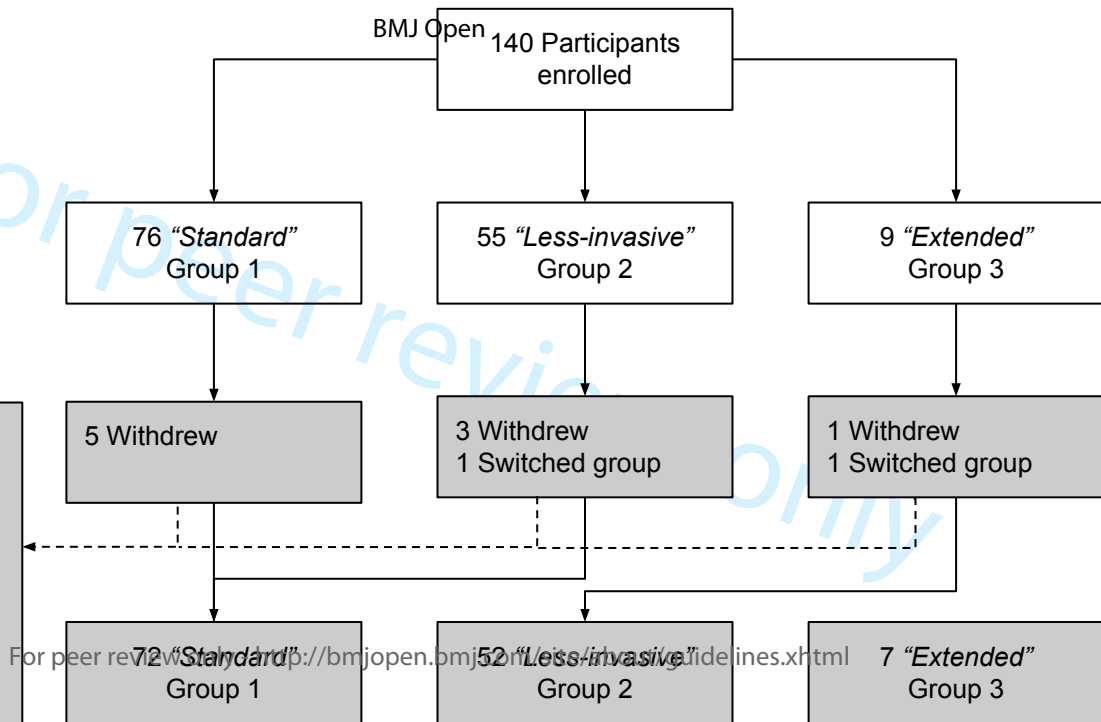 BMJ Open
140 Participants
enrolled
76 “Standard”
Group 1
55 “Less-invasive”
Group 2
9 “Extended”
Group 3
5 Withdrew
3 Withdrew
1 Switched group
1 Withdrew
1 Switched group
72 “Standard”
Group 1
52 “Less-invasive”
Group 2
7 “Extended”
Group 3
For peer review only - http://bmjopen.bmj.com/site/about/guidelines.xhtml
or peer review only